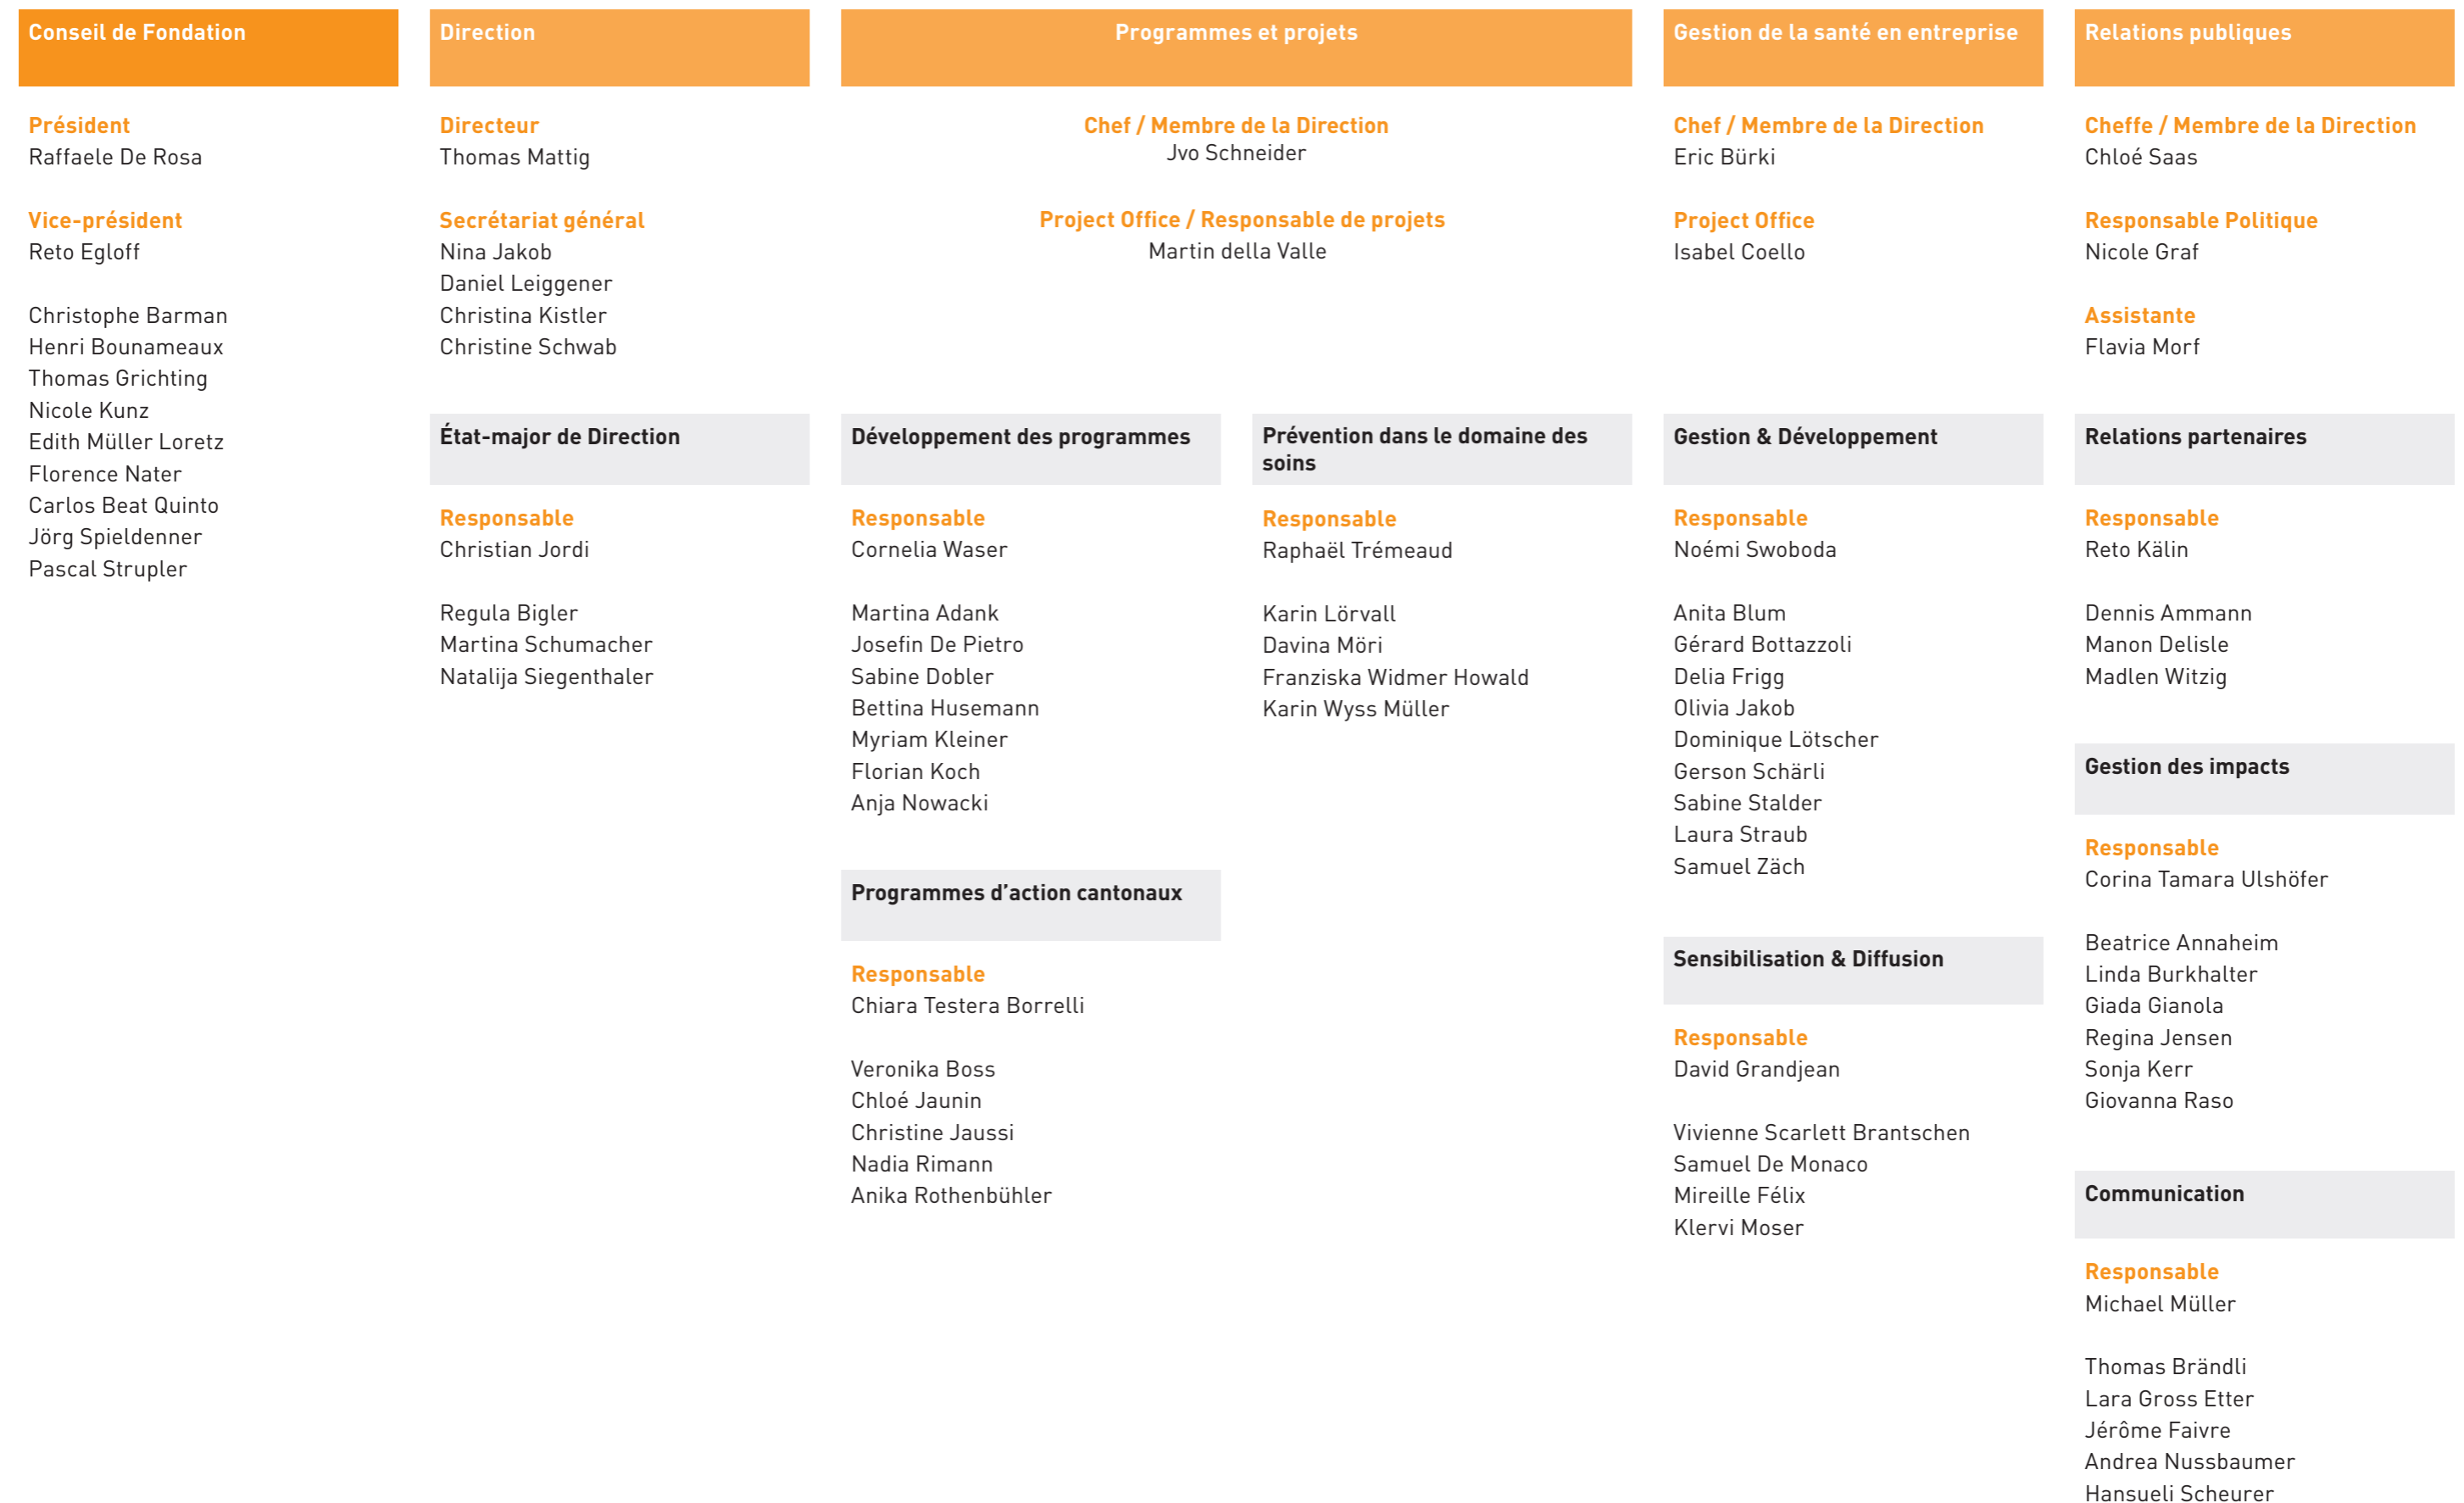 Conseil de Fondation
Président
Raffaele De Rosa
Vice-président
Reto Egloff
Christophe Barman
Henri Bounameaux
Thomas Grichting
Nicole Kunz
Edith Müller Loretz
Florence Nater
Carlos Beat Quinto
Jörg Spieldenner
Pascal Strupler
Direction
Directeur
Thomas Mattig
Secrétariat général
Nina Jakob
Daniel Leiggener
Christina Kistler
Christine Schwab
État-major de Direction
Responsable
Christian Jordi
Regula Bigler
Martina Schumacher
Natalija Siegenthaler
Programmes et projets
Chef / Membre de la Direction
Jvo Schneider
Project Office / Responsable de projets
Martin della Valle
Développement des programmes
Responsable
Cornelia Waser
Martina Adank
Josefin De Pietro
Sabine Dobler
Bettina Husemann
Myriam Kleiner
Florian Koch
Anja Nowacki
Programmes d’action cantonaux
Responsable
Chiara Testera Borrelli
Veronika Boss
Chloé Jaunin
Christine Jaussi
Nadia Rimann
Anika Rothenbühler
Prévention dans le domaine des
soins
Responsable
Raphaël Trémeaud
Karin Lörvall
Davina Möri
Franziska Widmer Howald
Karin Wyss Müller
Gestion de la santé en entreprise
Chef / Membre de la Direction
Eric Bürki
Project Office
Isabel Coello
Gestion & Développement
Responsable
Noémi Swoboda
Anita Blum
Gérard Bottazzoli
Delia Frigg
Olivia Jakob
Dominique Lötscher
Gerson Schärli
Sabine Stalder
Laura Straub
Samuel Zäch
Sensibilisation & Diffusion
Responsable
David Grandjean
Vivienne Scarlett Brantschen
Samuel De Monaco
Mireille Félix
Klervi Moser
Relations publiques
Cheffe / Membre de la Direction
Chloé Saas
Responsable Politique
Nicole Graf
Assistante
Flavia Morf
Relations partenaires
Responsable
Reto Kälin
Dennis Ammann
Manon Delisle
Madlen Witzig
Gestion des impacts
Responsable
Corina Tamara Ulshöfer
Beatrice Annaheim
Linda Burkhalter
Giada Gianola
Regina Jensen
Sonja Kerr
Giovanna Raso
Communication
Responsable
Michael Müller
Thomas Brändli
Lara Gross Etter
Jérôme Faivre
Andrea Nussbaumer
Hansueli Scheurer